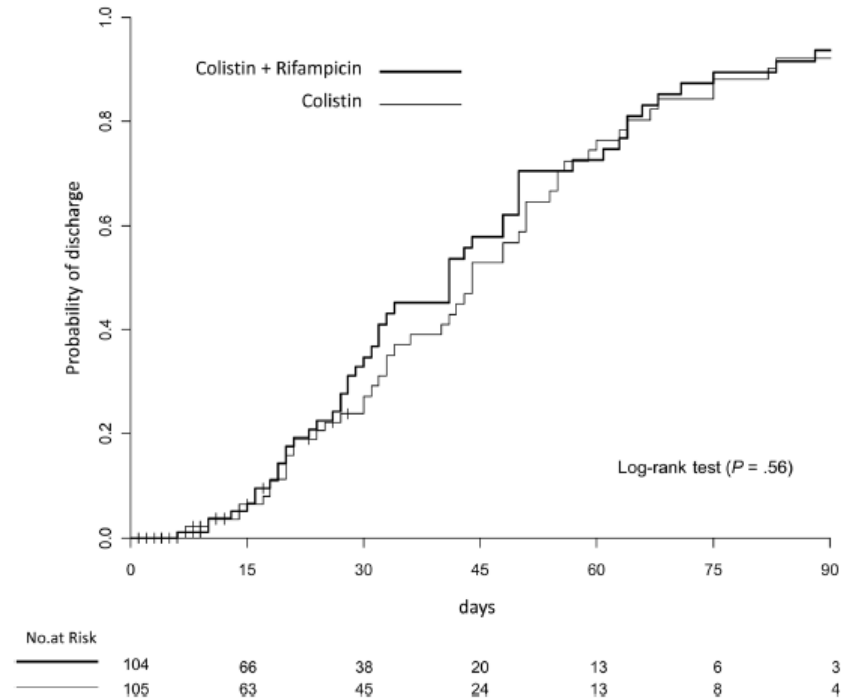 1.0
0.8
0.6
0.4
0.2
0.0
Probability of discharge
Colistin + Rifampicin
Colistin
Log-rank test (P = .56)
0 15 30 45 60 75 90
days
No.at Risk
104 66 38 20 13 6 3
105 63 45 24 13 8 4